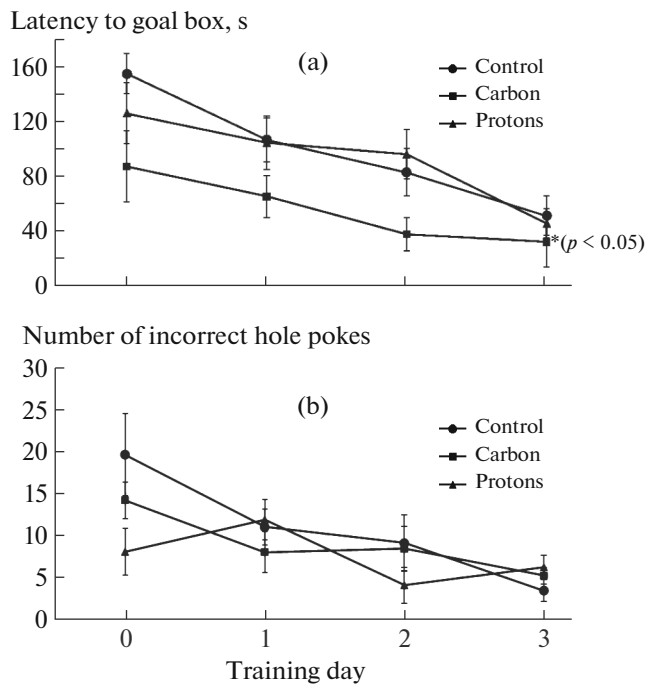 Latency to goal box, s
160
120
80
40
0
(a)
Control
Carbon
Protons
*(p < 0.05)
Number of incorrect hole pokes
30
25
20
15
10
5
0
(b)
Control
Carbon
Protons
0 1 2 3
Training day